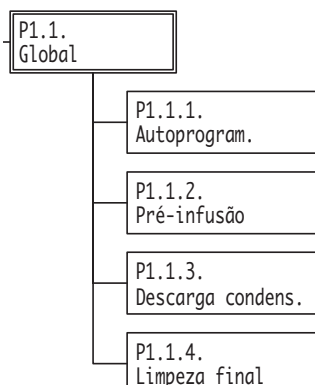 P1.1.
Global
P1.1.1.
Autoprogram.
P1.1.2.
Pré-infusão
P1.1.3.
Descarga condens.
P1.1.4.
Limpeza final